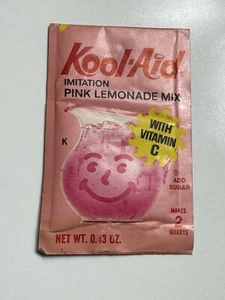 Kool-Aid
IMITATION
PINK LEMONADE MIX
WITH
VITAMIN
C
K
ADD
SUGAR
MAKES
2
QUARTS
NET WT. 0.13 OZ.